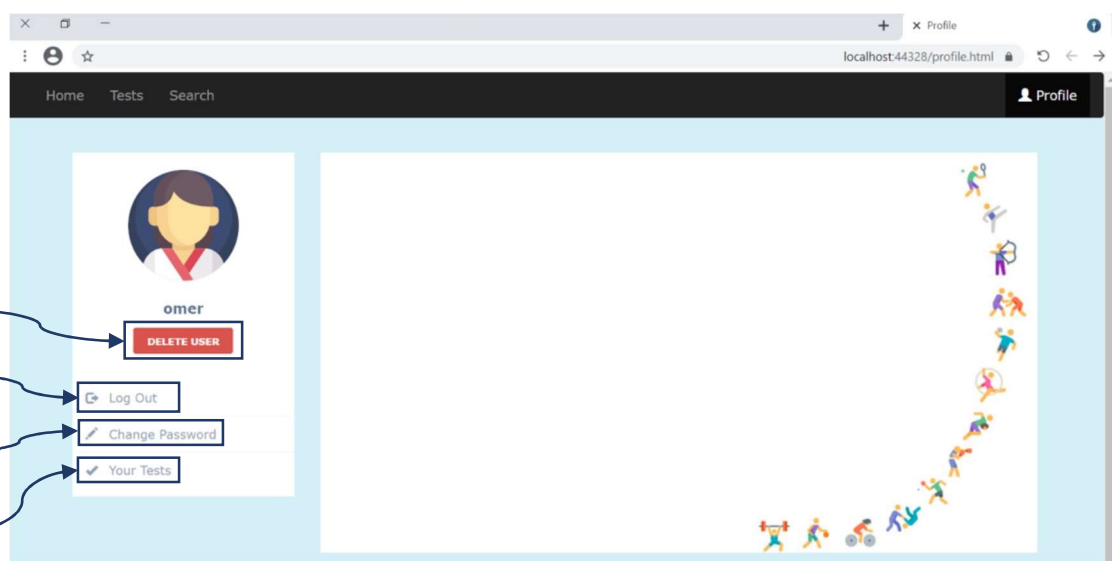 Profile
localhost:44328/profile.html
Home Tests Search Profile
omer
DELETE USER
Log Out
Change Password
Your Tests